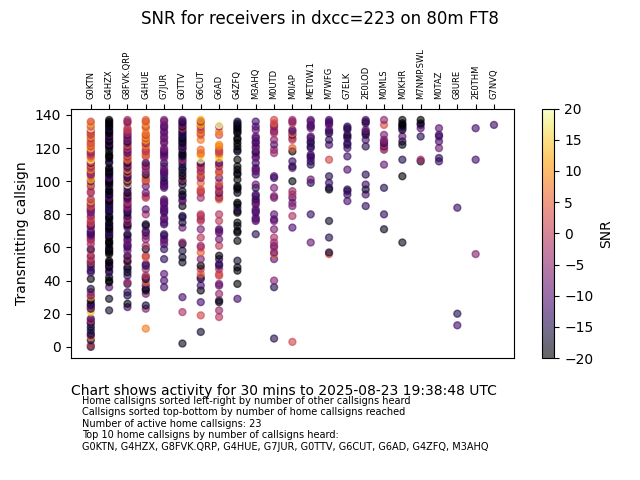 SNR for receivers in dxcc=223 on 80m FT8
G0KTN
G4HZX
G8FVK.QRP
G4HUE
G7JUR
G0TTV
G6CUT
G6AD
G4ZFQ
M3AHQ
M0UTD
M0IAP
MET0W.1
M7WFG
G7ELK
2E0LOD
M0MLS
M0KHR
M7NMP.SWL
M0TAZ
G8URE
2E0THM
G7NVQ
140
120
100
80
60
40
20
0
Transmitting callsign
20
15
10
5
0
−5
−10
−15
−20
SNR
Chart shows activity for 30 mins to 2025-08-23 19:38:48 UTC
Home callsigns sorted left-right by number of other callsigns heard
Callsigns sorted top-bottom by number of home callsigns reached
Number of active home callsigns: 23
Top 10 home callsigns by number of callsigns heard:
G0KTN, G4HZX, G8FVK.QRP, G4HUE, G7JUR, G0TTV, G6CUT, G6AD, G4ZFQ, M3AHQ